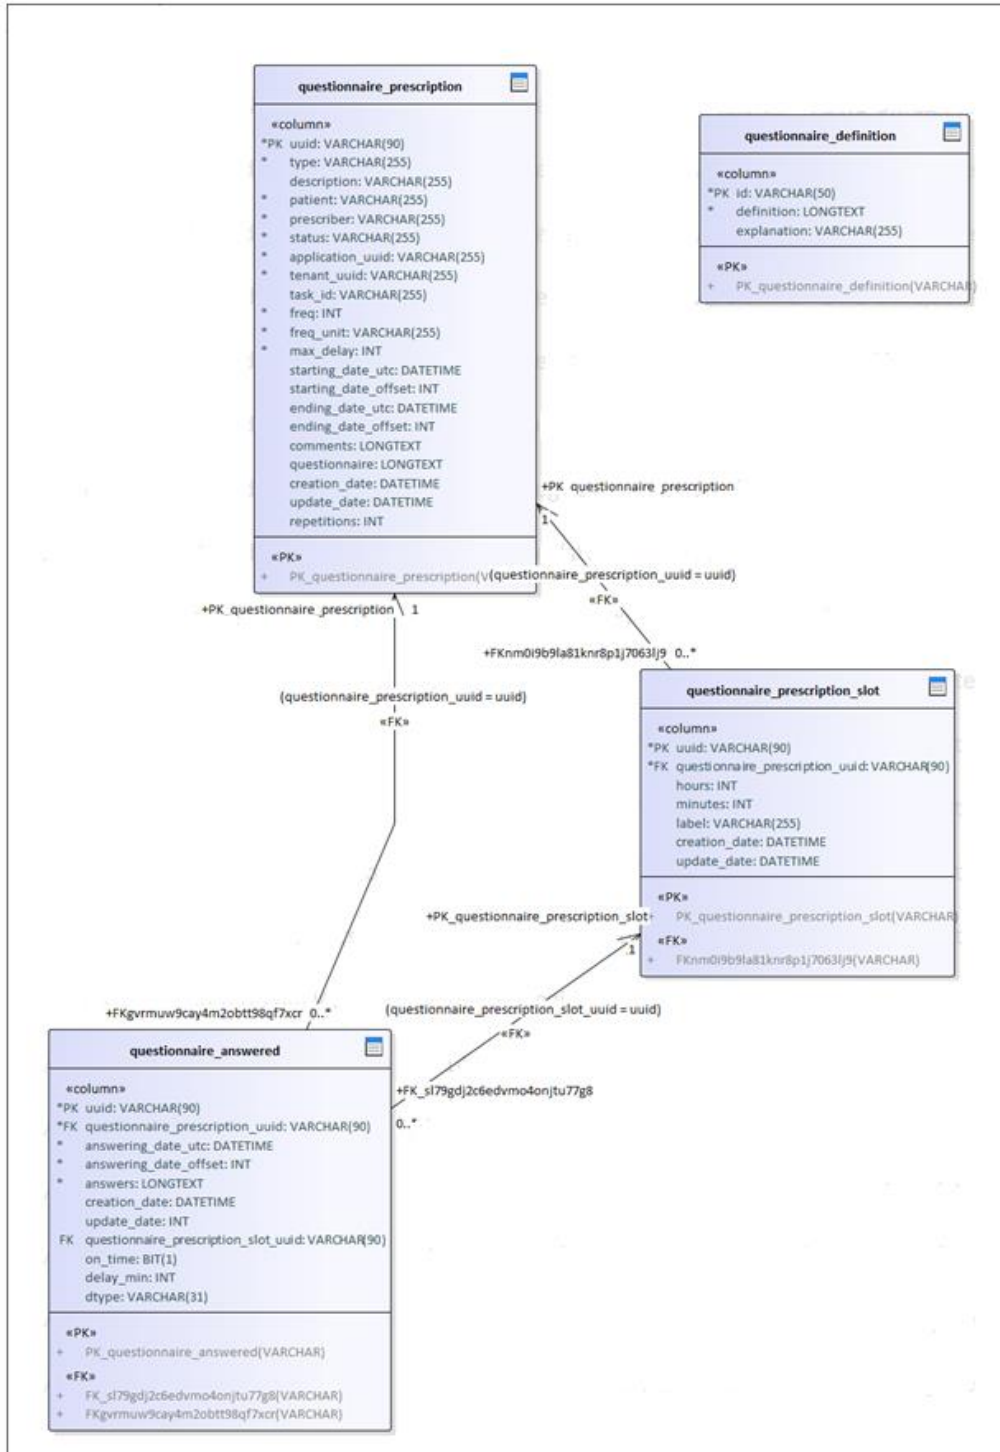 questionnaire_prescription
«column»
*PK uuid: VARCHAR(90)
* type: VARCHAR(255)
description: VARCHAR(255)
* patient: VARCHAR(255)
* prescriber: VARCHAR(255)
* status: VARCHAR(255)
* application_uuid: VARCHAR(255)
* tenant_uuid: VARCHAR(255)
task_id: VARCHAR(255)
* freq: INT
* freq_unit: VARCHAR(255)
* max_delay: INT
starting_date_utc: DATETIME
starting_date_offset: INT
ending_date_utc: DATETIME
ending_date_offset: INT
comments: LONGTEXT
questionnaire: LONGTEXT
creation_date: DATETIME
update_date: DATETIME
repetitions: INT
«PK»
+ PK_questionnaire_prescription(V
questionnaire_definition
«column»
*PK id: VARCHAR(50)
* definition: LONGTEXT
explanation: VARCHAR(255)
«PK»
+ PK_questionnaire_definition(VARCHAR)
+PK_questionnaire_prescription
1
(questionnaire_prescription_uuid = uuid)
«FK»
+FKnm0i9b9la81knr8p1j7063lj9 0..*
+PK_questionnaire_prescription 1
(questionnaire_prescription_uuid = uuid)
«FK»
+FKgvrmuw9cay4m2obtt98qf7xcr 0..*
questionnaire_prescription_slot
«column»
*PK uuid: VARCHAR(90)
*FK questionnaire_prescription_uuid: VARCHAR(90)
hours: INT
minutes: INT
label: VARCHAR(255)
creation_date: DATETIME
update_date: DATETIME
«PK»
+ PK_questionnaire_prescription_slot(VARCHAR)
«FK»
+ FKnm0i9b9la81knr8p1j7063lj9(VARCHAR)
+PK_questionnaire_prescription_slot
1
(questionnaire_prescription_slot_uuid = uuid)
«FK»
+FK_sl79gdj2c6edvmo4onjtu77g8
0..*
questionnaire_answered
«column»
*PK uuid: VARCHAR(90)
*FK questionnaire_prescription_uuid: VARCHAR(90)
* answering_date_utc: DATETIME
* answering_date_offset: INT
* answers: LONGTEXT
creation_date: DATETIME
update_date: INT
FK questionnaire_prescription_slot_uuid: VARCHAR(90)
on_time: BIT(1)
delay_min: INT
dtype: VARCHAR(31)
«PK»
+ PK_questionnaire_answered(VARCHAR)
«FK»
+ FK_sl79gdj2c6edvmo4onjtu77g8(VARCHAR)
+ FKgvrmuw9cay4m2obtt98qf7xcr(VARCHAR)